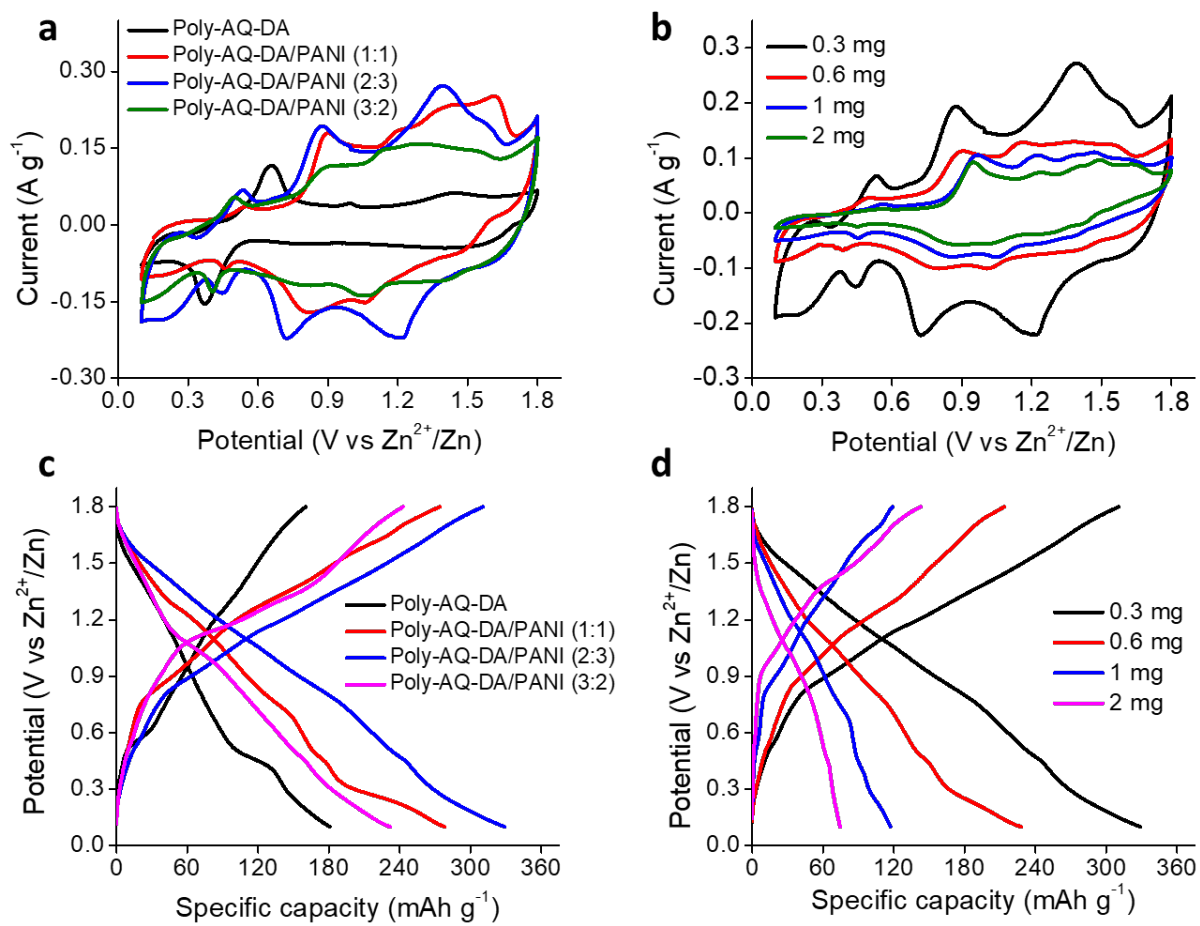 a
Poly-AQ-DA
Poly-AQ-DA/PANI (1:1)
Poly-AQ-DA/PANI (2:3)
Poly-AQ-DA/PANI (3:2)
0.30
0.15
0.00
-0.15
-0.30
Current (A g⁻¹)
0.0 0.3 0.6 0.9 1.2 1.5 1.8
Potential (V vs Zn²⁺/Zn)
b
0.3 mg
0.6 mg
1 mg
2 mg
0.3
0.2
0.1
0.0
-0.1
-0.2
-0.3
Current (A g⁻¹)
0.0 0.3 0.6 0.9 1.2 1.5 1.8
Potential (V vs Zn²⁺/Zn)
c
1.8
1.5
1.2
0.9
0.6
0.3
0.0
Potential (V vs Zn²⁺/Zn)
Poly-AQ-DA
Poly-AQ-DA/PANI (1:1)
Poly-AQ-DA/PANI (2:3)
Poly-AQ-DA/PANI (3:2)
0 60 120 180 240 300 360
Specific capacity (mAh g⁻¹)
d
1.8
1.5
1.2
0.9
0.6
0.3
0.0
Potential (V vs Zn²⁺/Zn)
0.3 mg
0.6 mg
1 mg
2 mg
0 60 120 180 240 300 360
Specific capacity (mAh g⁻¹)